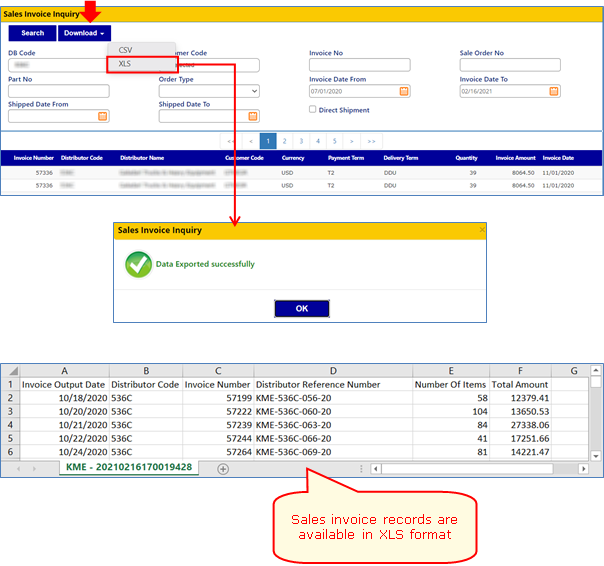 Sales Invoice Inquiry
Search Download
CSV
XLS
DB Code omer Code Invoice No Sale Order No
Part No Order Type Invoice Date From Invoice Date To
07/01/2020 02/16/2021
Shipped Date From Shipped Date To Direct Shipment
<< < 1 2 3 4 5 > >>
Invoice Number Distributor Code Distributor Name Customer Code Currency Payment Term Delivery Term Quantity Invoice Amount Invoice Date
57336 USD T2 DDU 39 8064.50 11/01/2020
57336 USD T2 DDU 39 8064.50 11/01/2020
Sales Invoice Inquiry ×
Data Exported successfully
OK
A B C D E F G
1 Invoice Output Date Distributor Code Invoice Number Distributor Reference Number Number Of Items Total Amount
2 10/18/2020 536C 57199 KME-536C-056-20 58 12379.41
3 10/20/2020 536C 57222 KME-536C-060-20 104 13650.53
4 10/21/2020 536C 57239 KME-536C-063-20 84 27338.06
5 10/22/2020 536C 57244 KME-536C-066-20 41 17251.66
6 10/24/2020 536C 57264 KME-536C-069-20 81 14221.47
KME - 20210216170019428
Sales invoice records are
available in XLS format